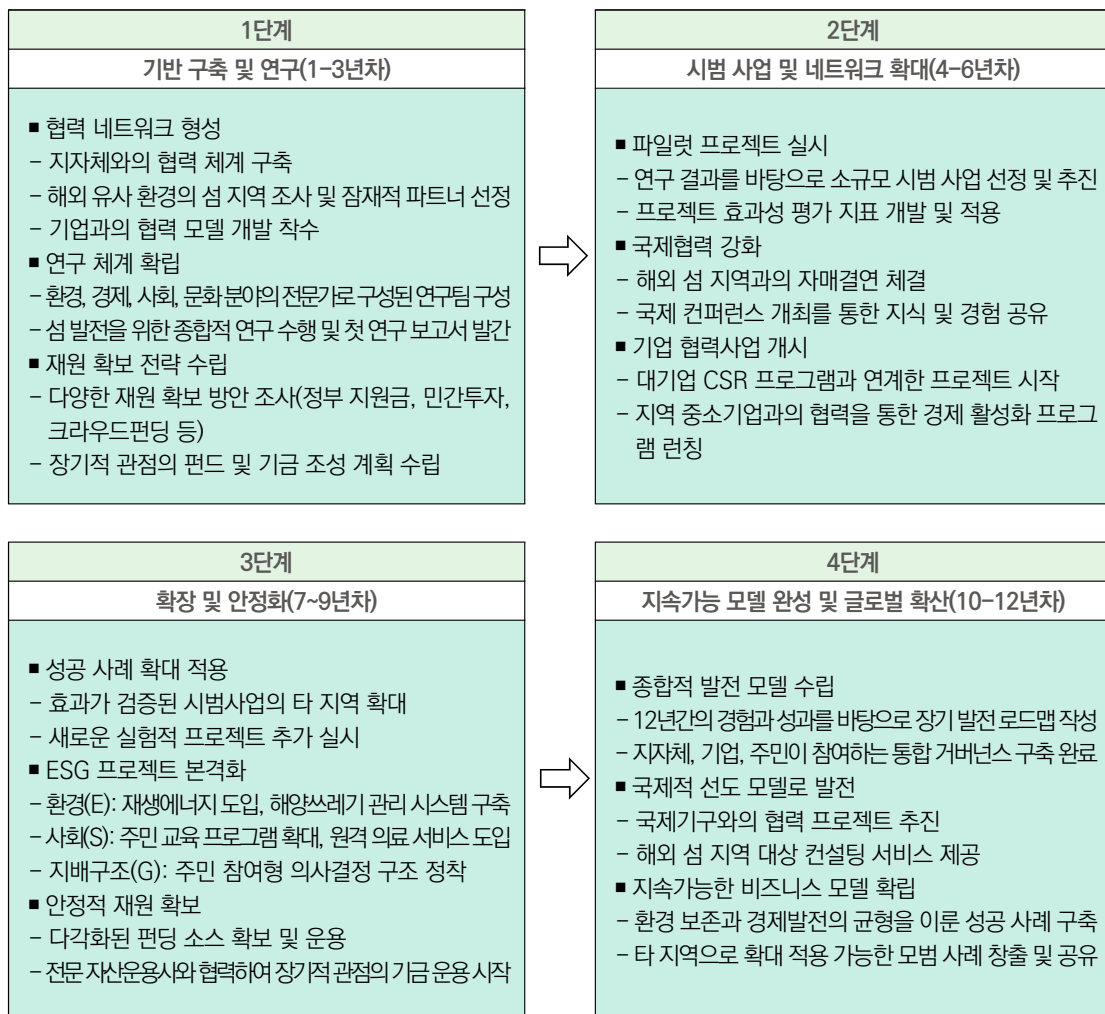 1단계
기반 구축 및 연구(1-3년차)
■ 협력 네트워크 형성
- 지자체와의 협력 체계 구축
- 해외 유사 환경의 섬 지역 조사 및 잠재적 파트너 선정
- 기업과의 협력 모델 개발 착수
■ 연구 체계 확립
- 환경, 경제, 사회, 문화 분야의 전문가로 구성된 연구팀 구성
- 섬 발전을 위한 종합적 연구 수행 및 첫 연구 보고서 발간
■ 재원 확보 전략 수립
- 다양한 재원 확보 방안 조사(정부 지원금, 민간투자,
크라우드펀딩 등)
- 장기적 관점의 펀드 및 기금 조성 계획 수립
2단계
시범 사업 및 네트워크 확대(4-6년차)
■ 파일럿 프로젝트 실시
- 연구 결과를 바탕으로 소규모 시범 사업 선정 및 추진
- 프로젝트 효과성 평가 지표 개발 및 적용
■ 국제협력 강화
- 해외 섬 지역과의 자매결연 체결
- 국제 컨퍼런스 개최를 통한 지식 및 경험 공유
■ 기업 협력사업 개시
- 대기업 CSR 프로그램과 연계한 프로젝트 시작
- 지역 중소기업과의 협력을 통한 경제 활성화 프로그
램 런칭
3단계
확장 및 안정화(7~9년차)
■ 성공 사례 확대 적용
- 효과가 검증된 시범사업의 타 지역 확대
- 새로운 실험적 프로젝트 추가 실시
■ ESG 프로젝트 본격화
- 환경(E): 재생에너지 도입, 해양쓰레기 관리 시스템 구축
- 사회(S): 주민 교육 프로그램 확대, 원격 의료 서비스 도입
- 지배구조(G): 주민 참여형 의사결정 구조 정착
■ 안정적 재원 확보
- 다각화된 펀딩 소스 확보 및 운용
- 전문 자산운용사와 협력하여 장기적 관점의 기금 운용 시작
4단계
지속가능 모델 완성 및 글로벌 확산(10-12년차)
■ 종합적 발전 모델 수립
- 12년간의 경험과 성과를 바탕으로 장기 발전 로드맵 작성
- 지자체, 기업, 주민이 참여하는 통합 거버넌스 구축 완료
■ 국제적 선도 모델로 발전
- 국제기구와의 협력 프로젝트 추진
- 해외 섬 지역 대상 컨설팅 서비스 제공
■ 지속가능한 비즈니스 모델 확립
- 환경 보존과 경제발전의 균형을 이룬 성공 사례 구축
- 타 지역으로 확대 적용 가능한 모범 사례 창출 및 공유